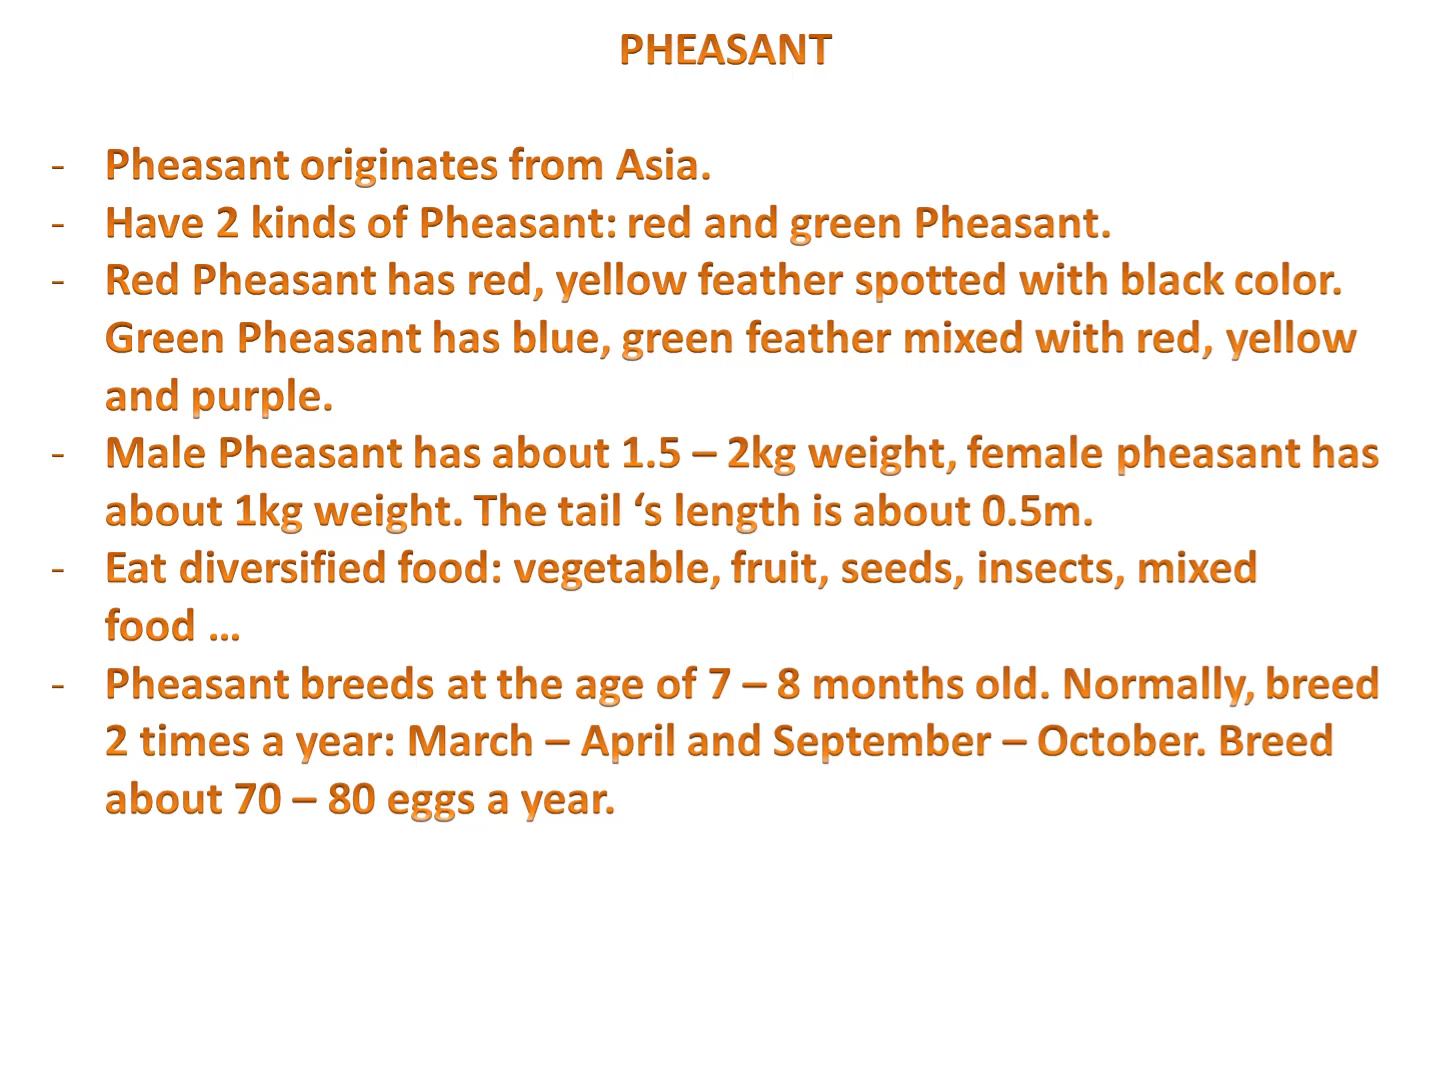 PHEASANT
- Pheasant originates from Asia.
- Have 2 kinds of Pheasant: red and green Pheasant.
- Red Pheasant has red, yellow feather spotted with black color.
Green Pheasant has blue, green feather mixed with red, yellow
and purple.
- Male Pheasant has about 1.5 – 2kg weight, female pheasant has
about 1kg weight. The tail ‘s length is about 0.5m.
- Eat diversified food: vegetable, fruit, seeds, insects, mixed
food …
- Pheasant breeds at the age of 7 – 8 months old. Normally, breed
2 times a year: March – April and September – October. Breed
about 70 – 80 eggs a year.